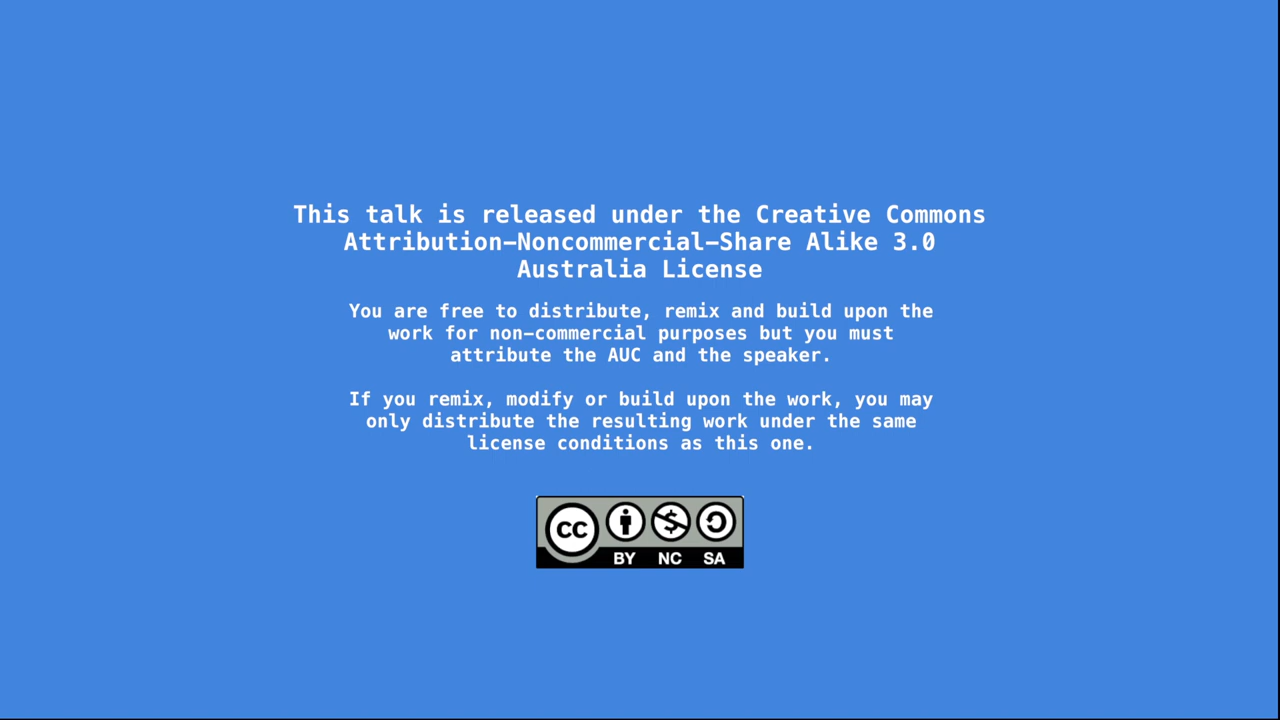 This talk is released under the Creative Commons
Attribution–Noncommercial–Share Alike 3.0
Australia License
You are free to distribute, remix and build upon the
work for non–commercial purposes but you must
attribute the AUC and the speaker.
If you remix, modify or build upon the work, you may
only distribute the resulting work under the same
license conditions as this one.
cc
BY NC SA